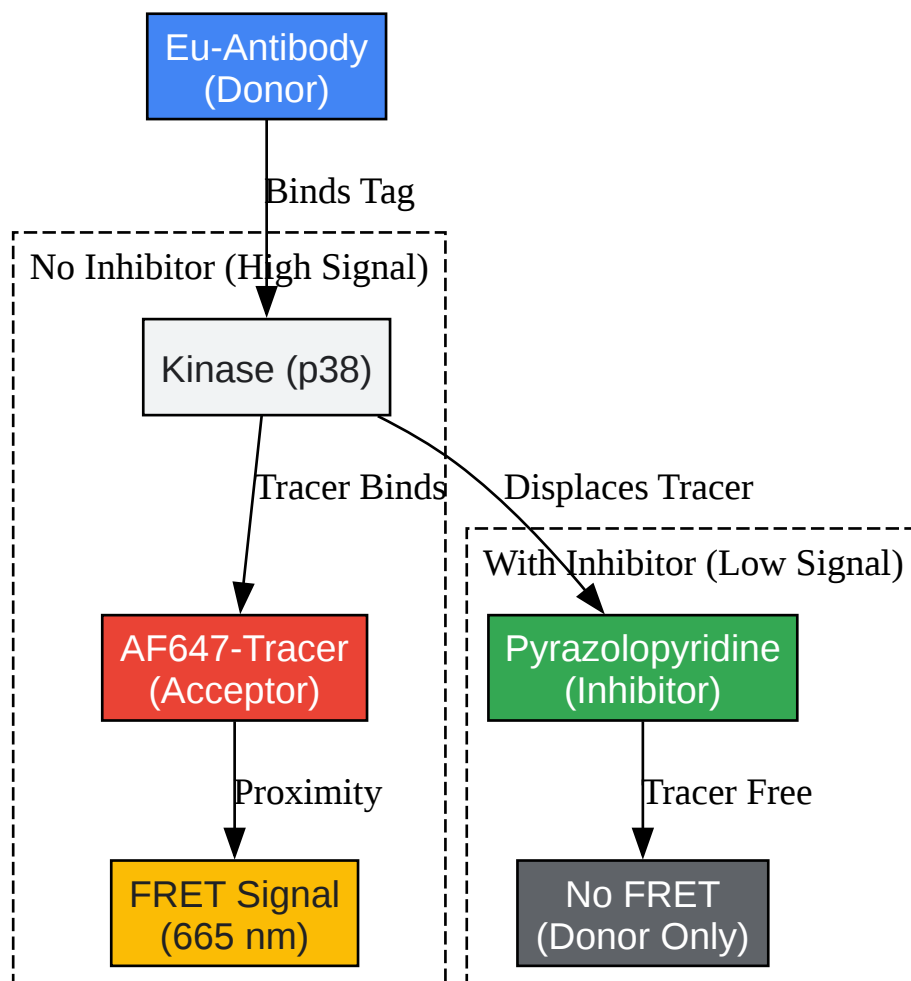 Eu-Antibody
(Donor)
Binds Tag
No Inhibitor (High Signal)
Kinase (p38)
Tracer Binds
Displaces Tracer
With Inhibitor (Low Signal)
AF647-Tracer
(Acceptor)
Pyrazolopyridine
(Inhibitor)
Proximity
Tracer Free
FRET Signal
(665 nm)
No FRET
(Donor Only)